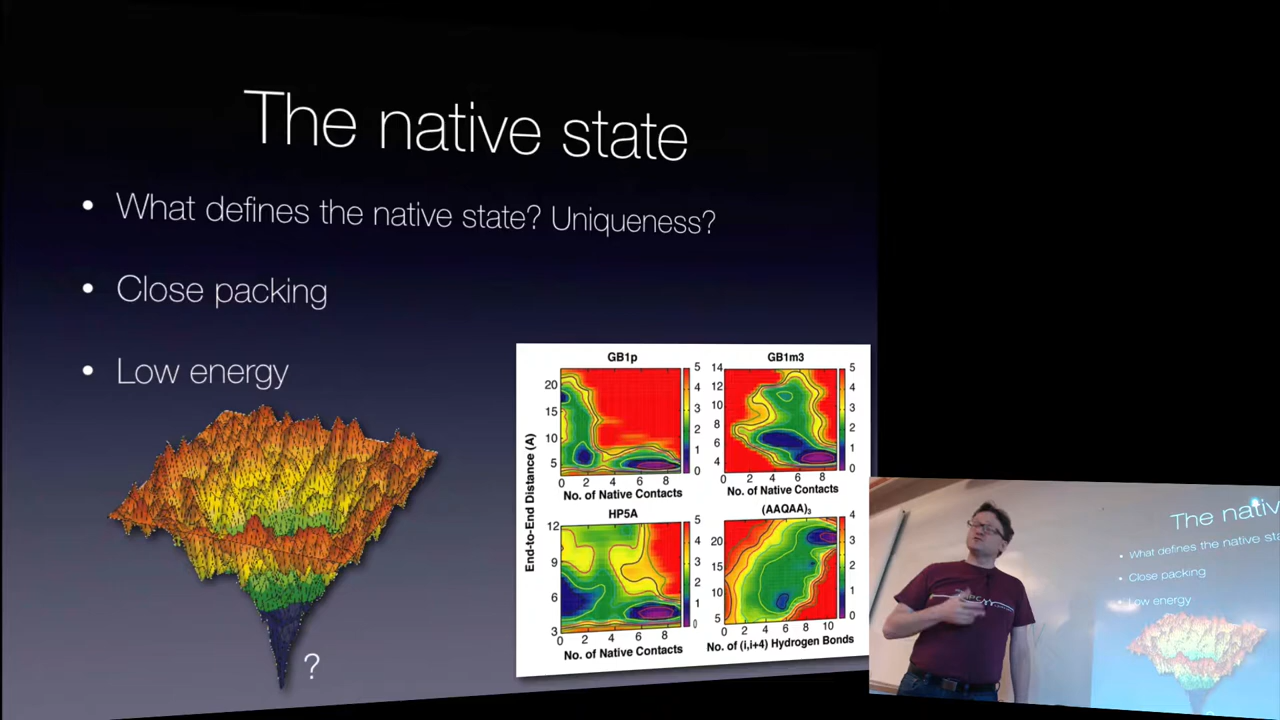 The native state
• What defines the native state? Uniqueness?
• Close packing
• Low energy
?
GB1p
20
15
10
5
0 2 4 6 8
No. of Native Contacts
5
4
3
2
1
0
GB1m3
14
12
10
8
6
4
0 2 4 6 8
No. of Native Contacts
5
4
3
2
1
0
End-to-End Distance (A)
HP5A
12
9
6
3
0 2 4 6 8
No. of Native Contacts
5
4
3
2
1
0
(AAQAA)3
20
15
10
5
0 2 4 6 8 10
No. of (i,i+4) Hydrogen Bonds
4
3
2
1
0
The nativ
• What defines the native sta
• Close packing
• Low energy